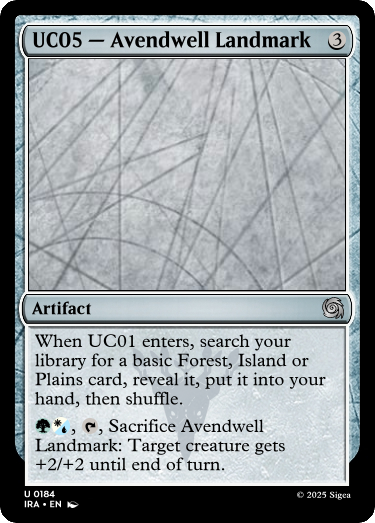 UC05 — Avendwell Landmark 3
Artifact
When UC01 enters, search your
library for a basic Forest, Island or
Plains card, reveal it, put it into your
hand, then shuffle.
, , Sacrifice Avendwell
Landmark: Target creature gets
+2/+2 until end of turn.
U 0184
IRA • EN
© 2025 Sigea